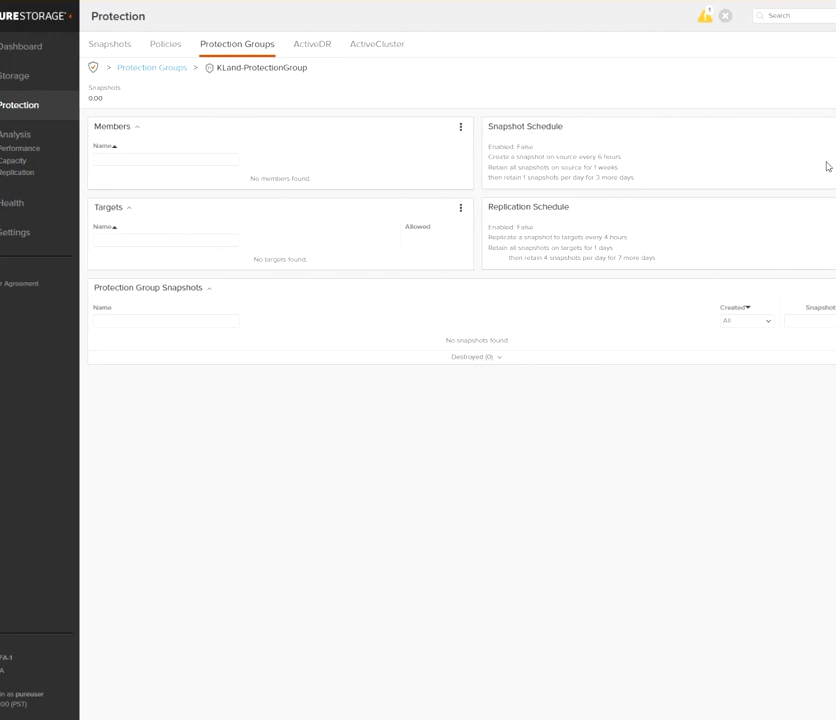 PURESTORAGE
Protection
1
Search
Dashboard
Storage
Protection
Analysis
Performance
Capacity
Replication
Health
Settings
r Agreement
FA-1
A
in as pureuser
00 (PST)
Snapshots Policies Protection Groups ActiveDR ActiveCluster
> Protection Groups > KLand-ProtectionGroup
Snapshots
0.00
Members
Name
No members found.
Snapshot Schedule
Enabled: False
Create a snapshot on source every 6 hours
Retain all snapshots on source for 1 weeks
then retain 1 snapshots per day for 3 more days
Targets
Name Allowed
No targets found.
Replication Schedule
Enabled: False
Replicate a snapshot to targets every 4 hours
Retain all snapshots on targets for 1 days
then retain 4 snapshots per day for 7 more days
Protection Group Snapshots
Name Created Snapshot
All
No snapshots found.
Destroyed (0)